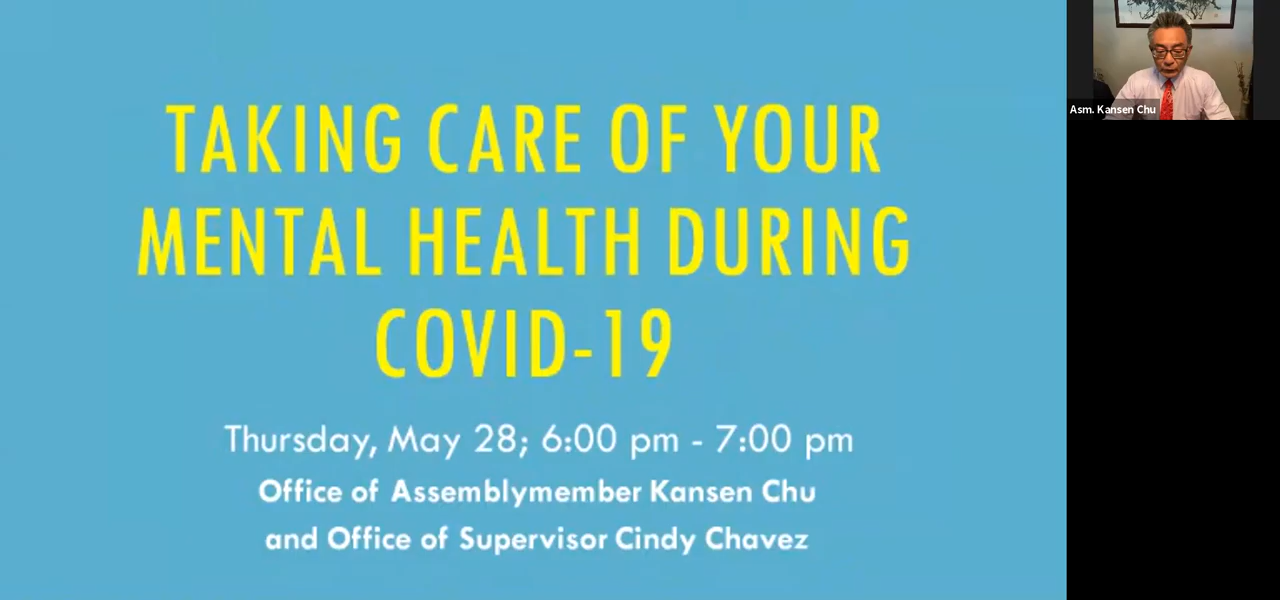 TAKING CARE OF YOUR
MENTAL HEALTH DURING
COVID-19
Thursday, May 28; 6:00 pm - 7:00 pm
Office of Assemblymember Kansen Chu
and Office of Supervisor Cindy Chavez
Asm. Kansen Chu